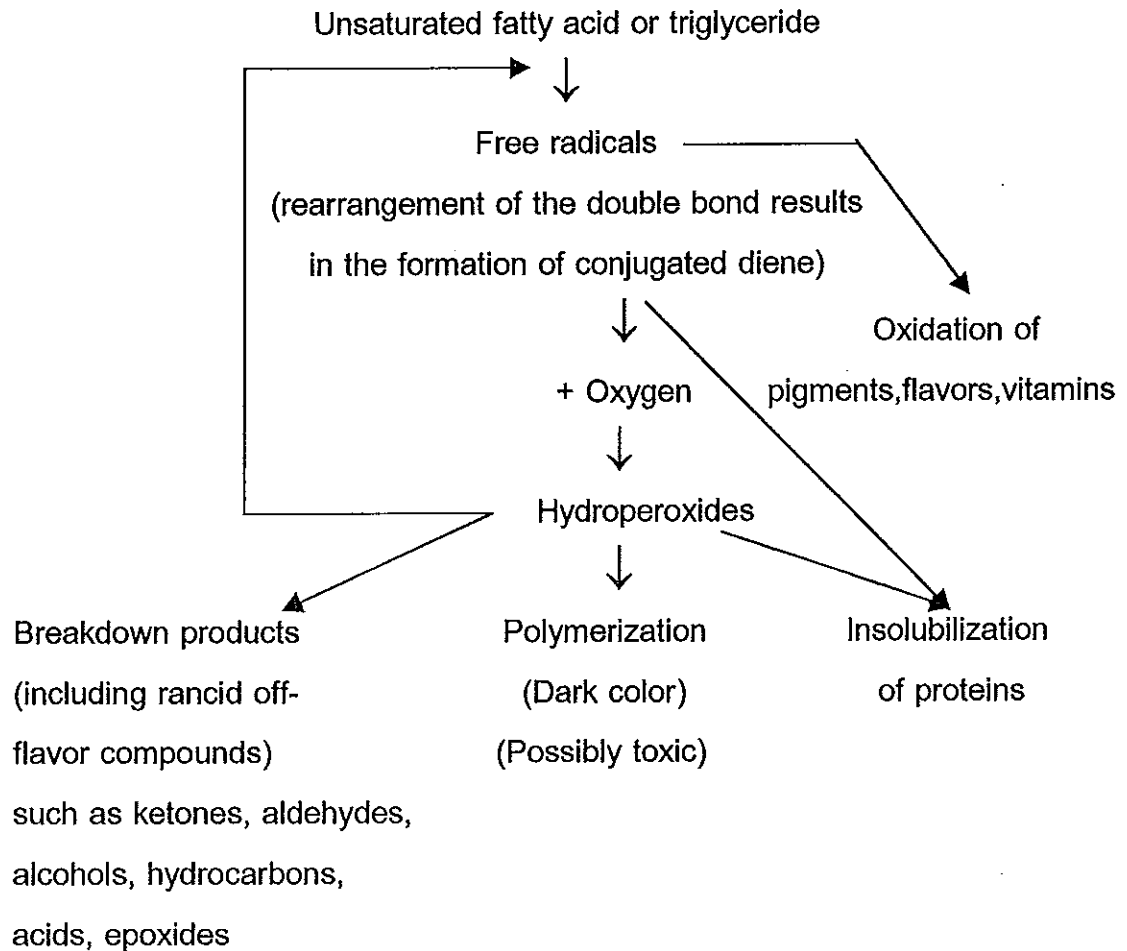 Unsaturated fatty acid or triglyceride
Free radicals
(rearrangement of the double bond results
in the formation of conjugated diene)
Oxidation of
pigments,flavors,vitamins
+ Oxygen
Hydroperoxides
Breakdown products
(including rancid off-
flavor compounds)
such as ketones, aldehydes,
alcohols, hydrocarbons,
acids, epoxides
Polymerization
(Dark color)
(Possibly toxic)
Insolubilization
of proteins